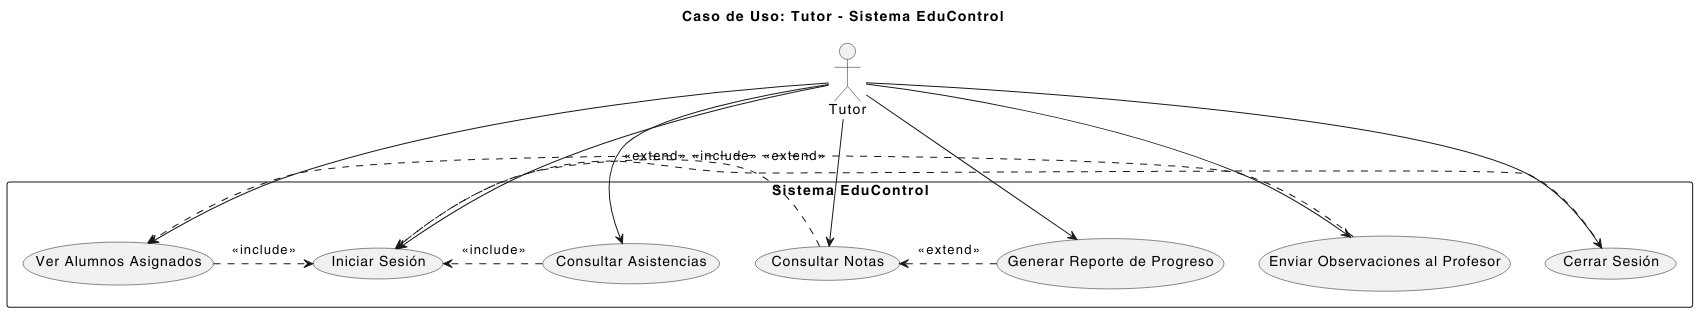 Caso de Uso: Tutor - Sistema EduControl
Tutor
«extend» «include» «extend»
Sistema EduControl
«include» «include» «extend»
Ver Alumnos Asignados Iniciar Sesión Consultar Asistencias Consultar Notas Generar Reporte de Progreso Enviar Observaciones al Profesor Cerrar Sesión